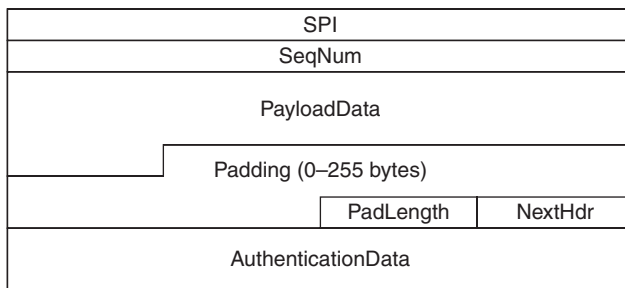 SPI
SeqNum
PayloadData
Padding (0–255 bytes)
PadLength NextHdr
AuthenticationData